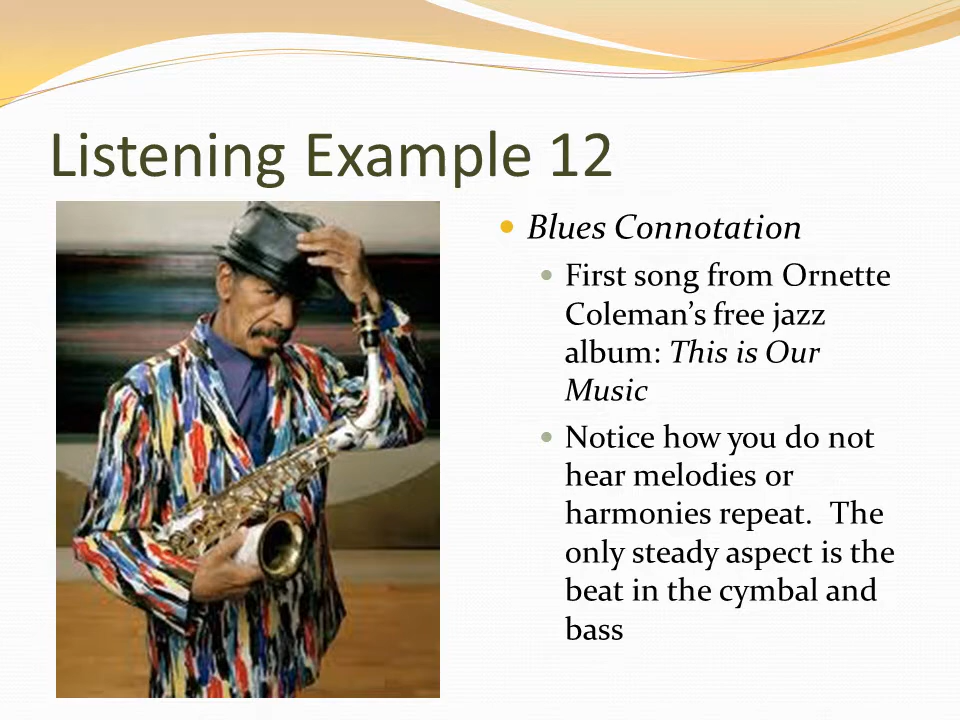 Listening Example 12
Blues Connotation
First song from Ornette
Coleman’s free jazz
album: This is Our
Music
Notice how you do not
hear melodies or
harmonies repeat.  The
only steady aspect is the
beat in the cymbal and
bass